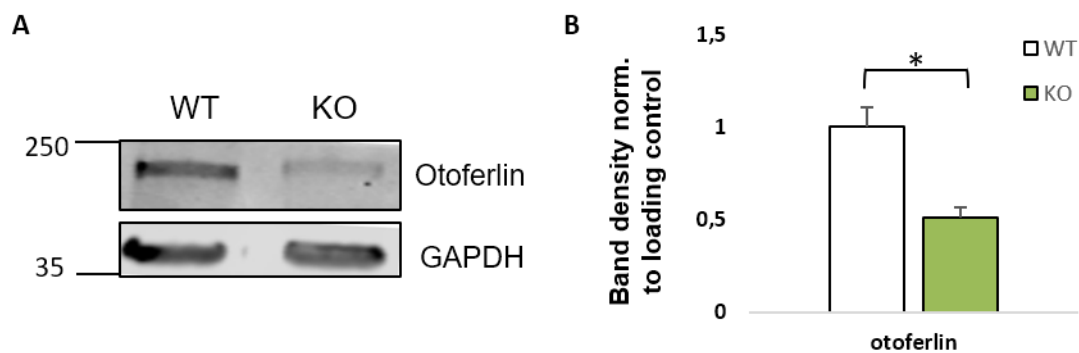 A
WT KO
250
Otoferlin
GAPDH
35
B
Band density norm.
to loading control
1,5
1
0,5
0
*
WT
KO
otoferlin